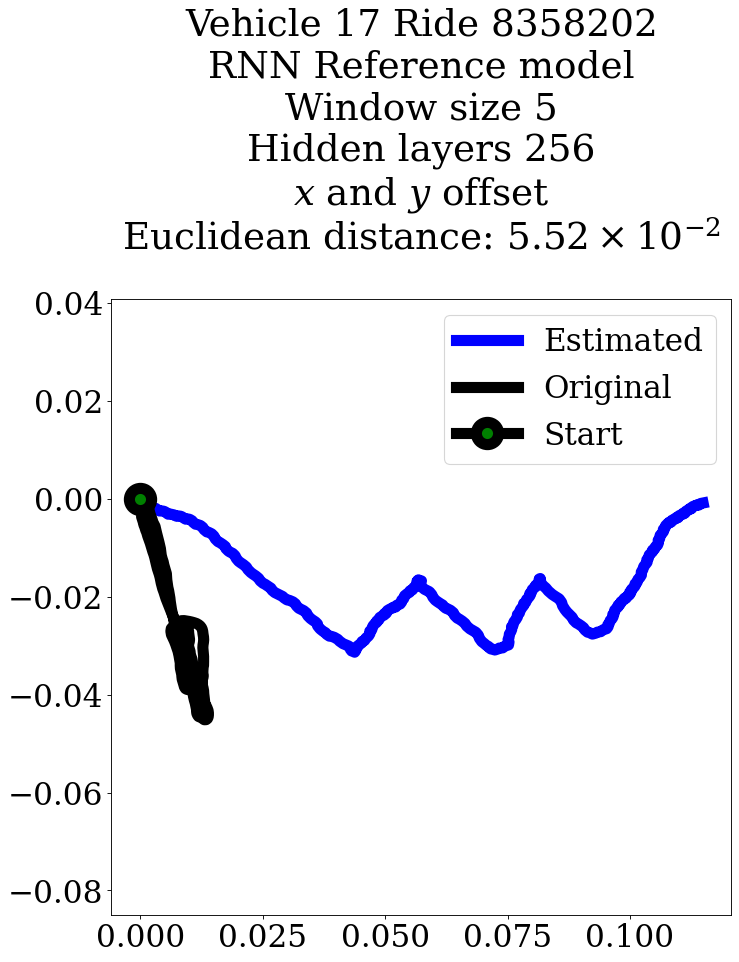 Vehicle 17 Ride 8358202
RNN Reference model
Window size 5
Hidden layers 256
x and y offset
Euclidean distance: 5.52 × 10⁻²
0.04
0.02
0.00
−0.02
−0.04
−0.06
−0.08
Estimated
Original
Start
0.000 0.025 0.050 0.075 0.100